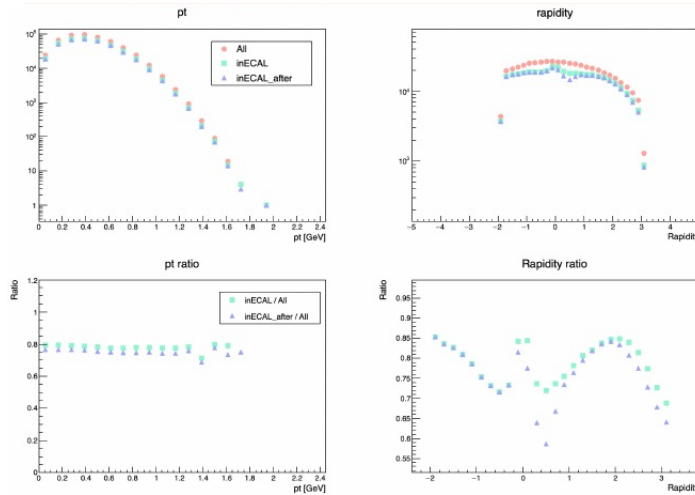 pt
10⁵
10⁴
10³
10²
10
1
0 0.2 0.4 0.6 0.8 1 1.2 1.4 1.6 1.8 2 2.2 2.4
pt [GeV]
All
inECAL
inECAL_after
rapidity
10⁴
10³
−5 −4 −3 −2 −1 0 1 2 3 4
Rapidity
pt ratio
Ratio
1.2
1
0.8
0.6
0.4
0.2
0
0 0.2 0.4 0.6 0.8 1 1.2 1.4 1.6 1.8 2 2.2 2.4
pt [GeV]
inECAL / All
inECAL_after / All
Rapidity ratio
Ratio
0.95
0.9
0.85
0.8
0.75
0.7
0.65
0.6
0.55
−2 −1 0 1 2 3
Rapidity